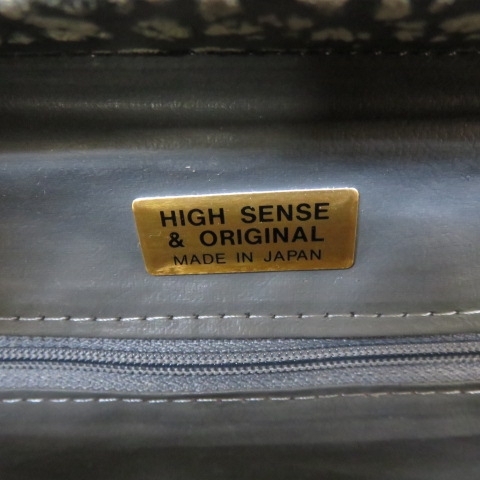 HIGH SENSE
& ORIGINAL
MADE IN JAPAN